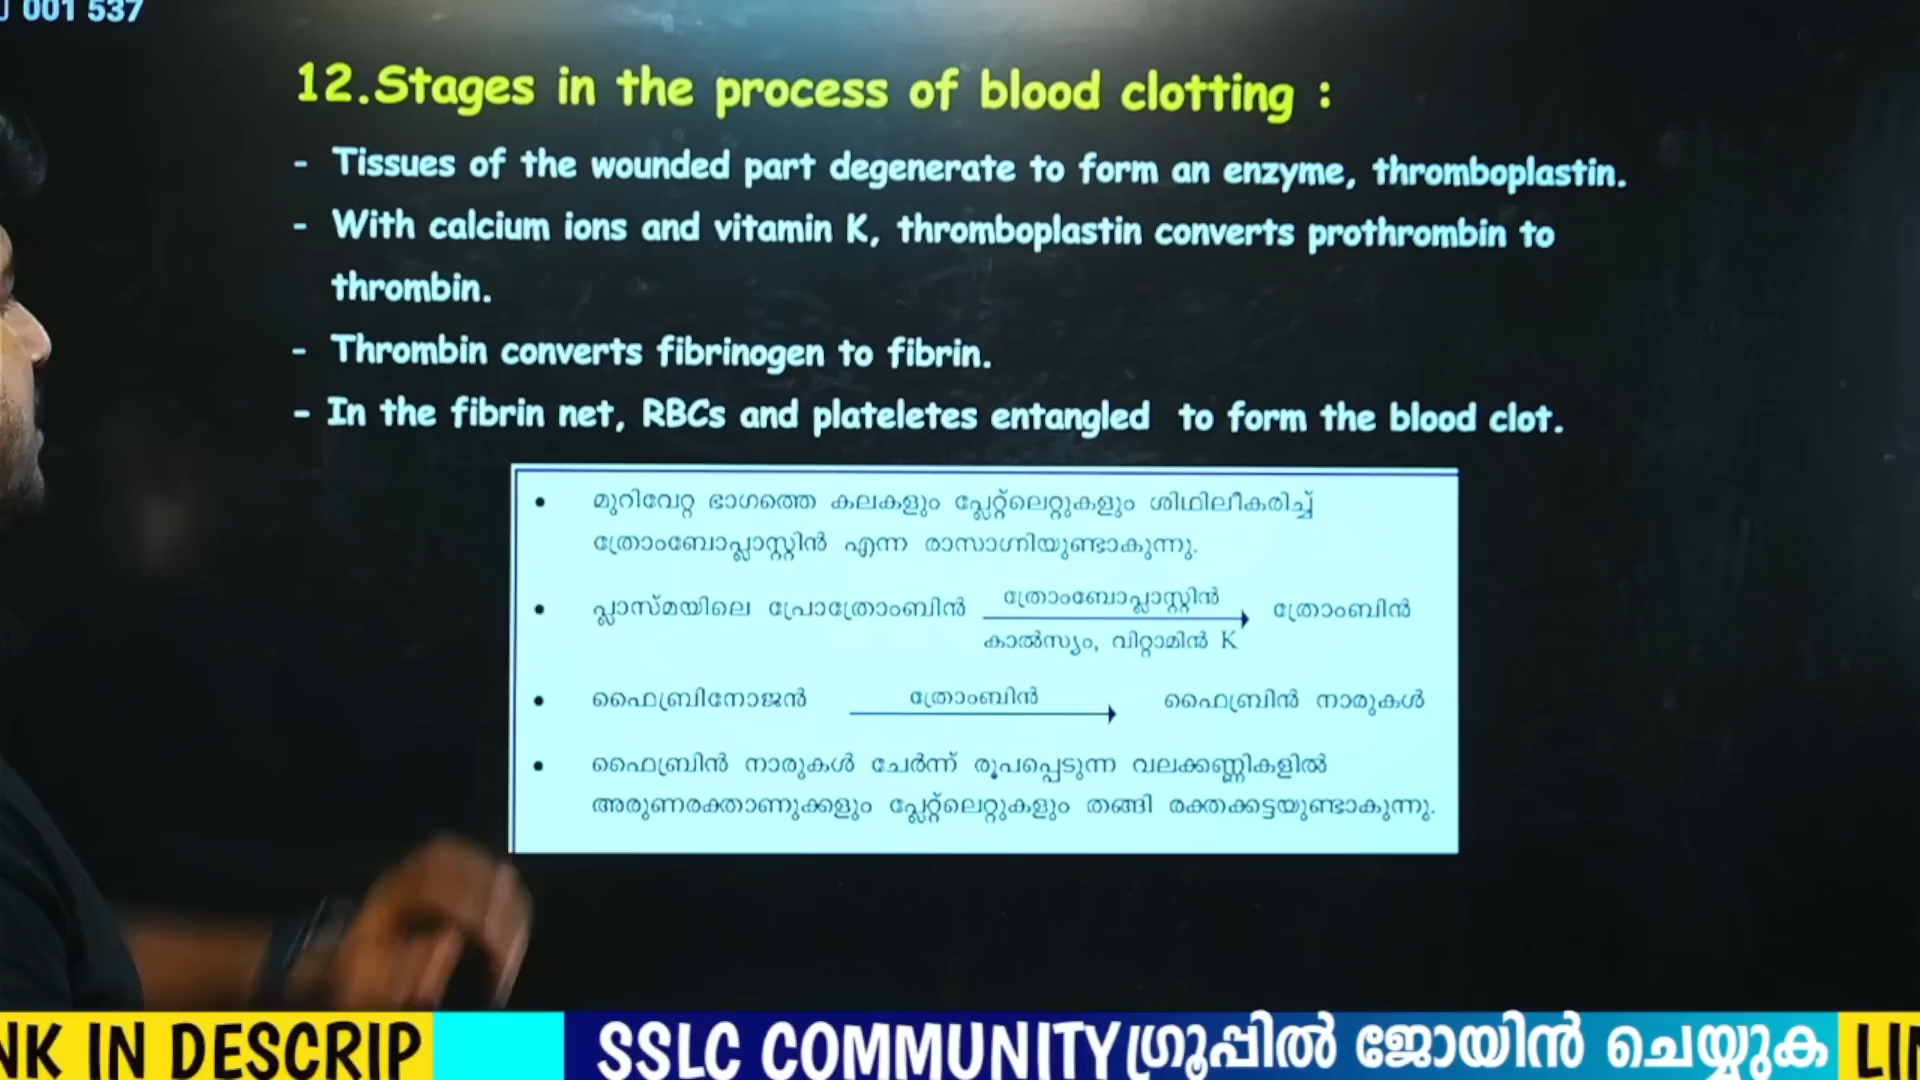 001 537
12.Stages in the process of blood clotting :
- Tissues of the wounded part degenerate to form an enzyme, thromboplastin.
- With calcium ions and vitamin K, thromboplastin converts prothrombin to
thrombin.
- Thrombin converts fibrinogen to fibrin.
- In the fibrin net, RBCs and plateletes entangled to form the blood clot.
• മുറിവേറ്റ ഭാഗത്തെ കലകളും പ്ലേറ്റ്ലെറ്റുകളും ശിഥിലീകരിച്ച്
ത്രോംബോപ്ലാസ്റ്റിൻ എന്ന രാസാഗ്നിയുണ്ടാകുന്നു.
• പ്ലാസ്മയിലെ പ്രോത്രോംബിൻ ത്രോംബോപ്ലാസ്റ്റിൻ ത്രോംബിൻ
കാൽസ്യം, വിറ്റാമിൻ K
• ഫൈബ്രിനോജൻ ത്രോംബിൻ ഫൈബ്രിൻ നാരുകൾ
• ഫൈബ്രിൻ നാരുകൾ ചേർന്ന് രൂപപ്പെടുന്ന വലക്കണ്ണികളിൽ
അരുണരക്താണുക്കളും പ്ലേറ്റ്ലെറ്റുകളും തങ്ങി രക്തക്കട്ടയുണ്ടാകുന്നു.
NK IN DESCRIP SSLC COMMUNITY ഗ്രൂപ്പിൽ ജോയിൻ ചെയ്യുക LIN